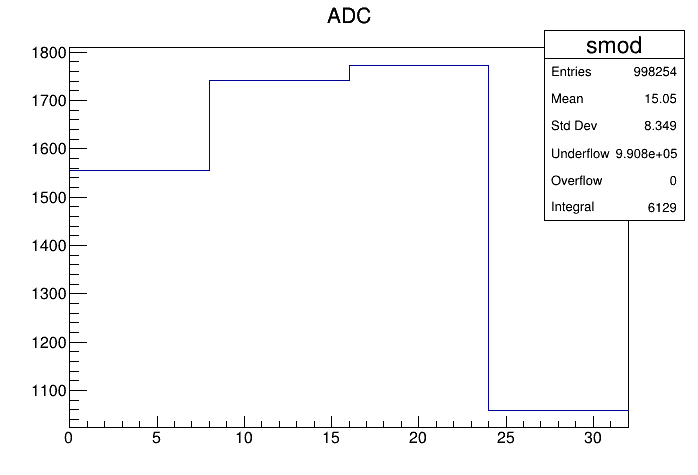 ADC
smod
Entries 998254
Mean 15.05
Std Dev 8.349
Underflow 9.908e+05
Overflow 0
Integral 6129
1800
1700
1600
1500
1400
1300
1200
1100
0 5 10 15 20 25 30